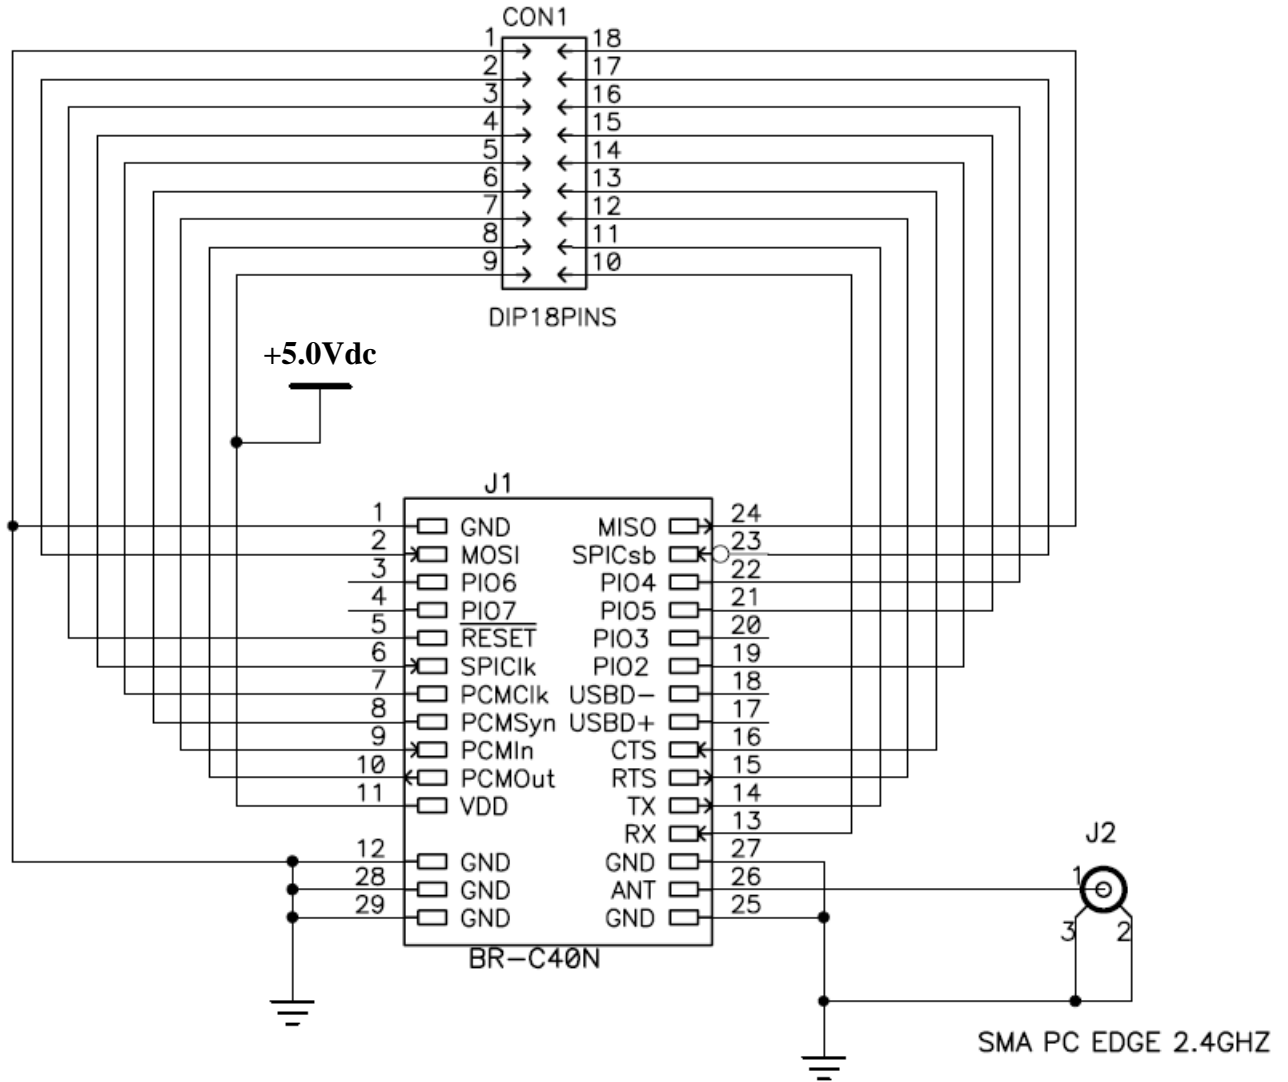 CON1
1 18
2 17
3 16
4 15
5 14
6 13
7 12
8 11
9 10
DIP18PINS
+5.0Vdc
J1
1 GND MISO 24
2 MOSI SPICsb 23
3 PIO6 PIO4 22
4 PIO7 PIO5 21
5 RESET PIO3 20
6 SPIClk PIO2 19
7 PCMClk USBD- 18
8 PCMSyn USBD+ 17
9 PCMIn CTS 16
10 PCMOut RTS 15
11 VDD TX 14
RX 13
12 GND GND 27
28 GND ANT 26
29 GND GND 25
BR-C40N
J2
1
3 2
SMA PC EDGE 2.4GHZ